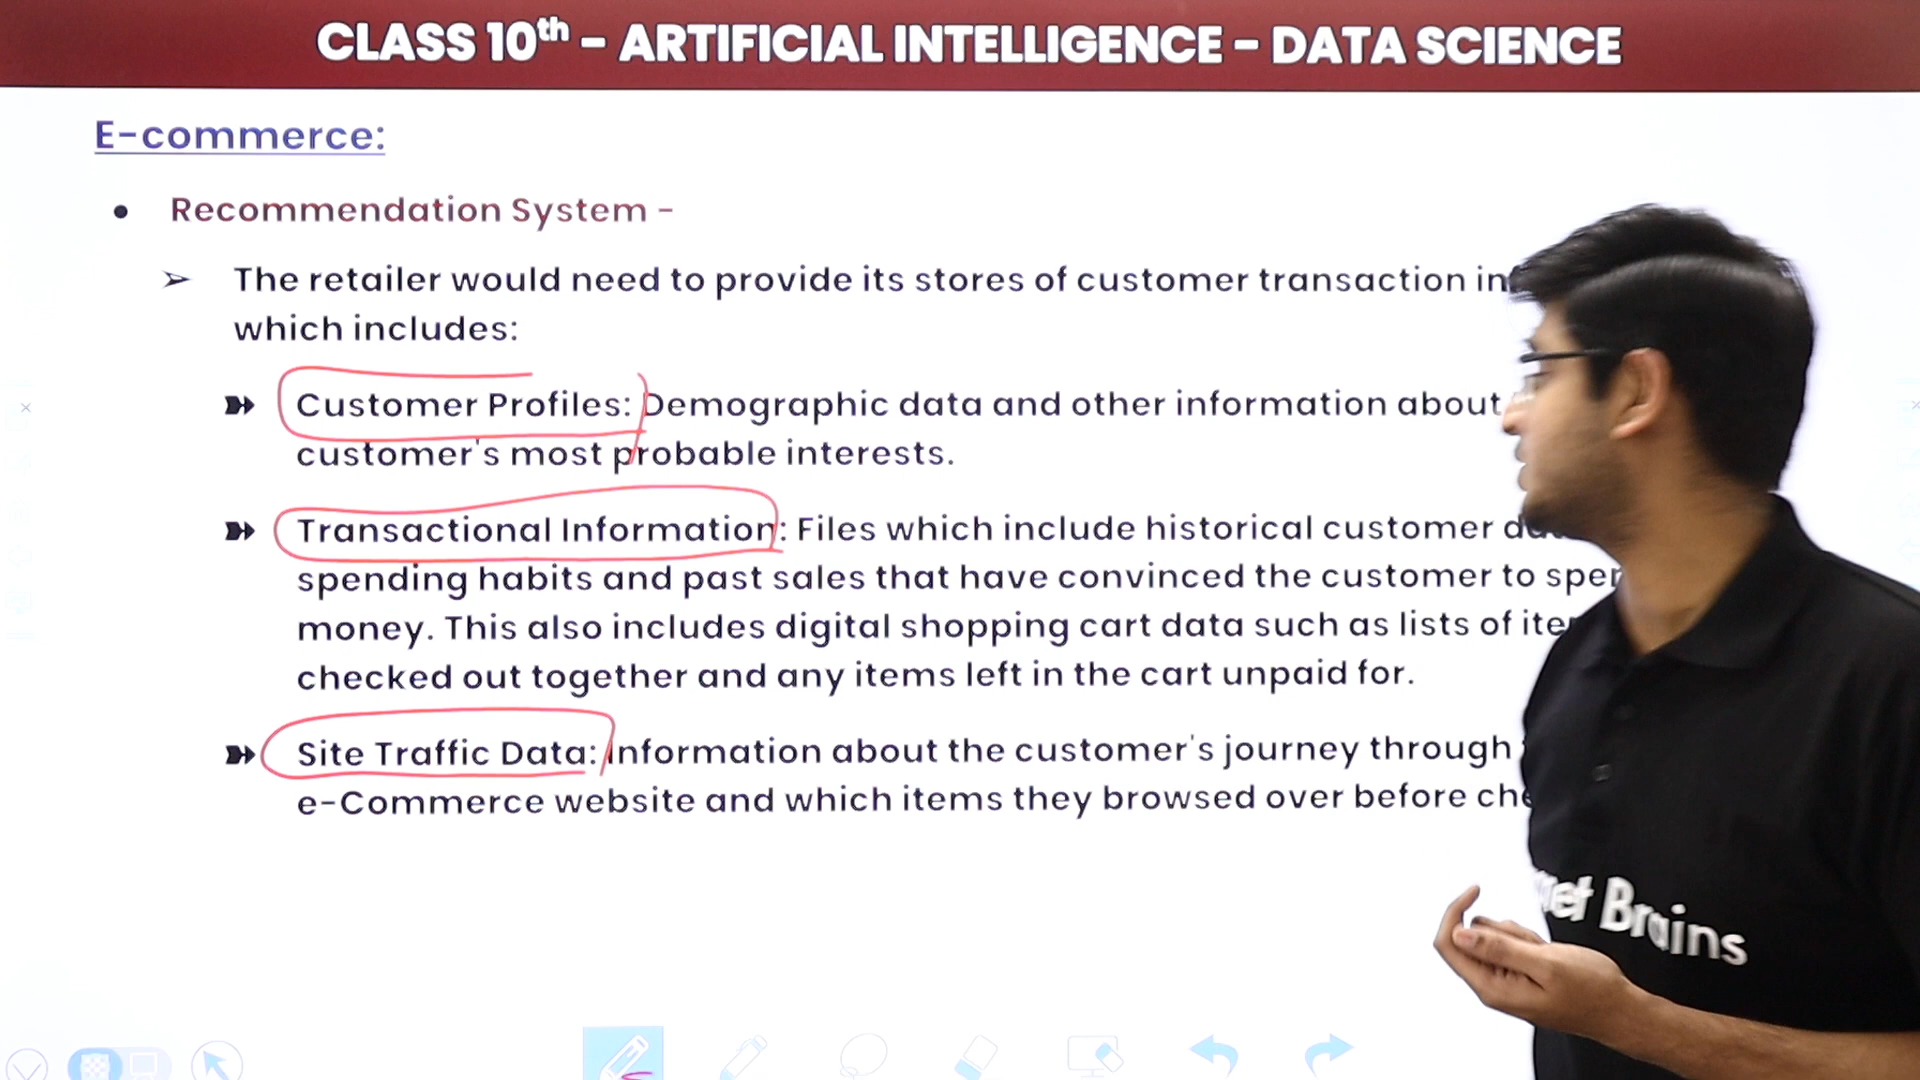 CLASS 10th - ARTIFICIAL INTELLIGENCE - DATA SCIENCE
E-commerce:
• Recommendation System -
➢ The retailer would need to provide its stores of customer transaction
which includes:
Customer Profiles: Demographic data and other information about
customer's most probable interests.
Transactional Information: Files which include historical customer
spending habits and past sales that have convinced the customer to
money. This also includes digital shopping cart data such as lists of
checked out together and any items left in the cart unpaid for.
Site Traffic Data: Information about the customer's journey through
e-Commerce website and which items they browsed over before
Brains